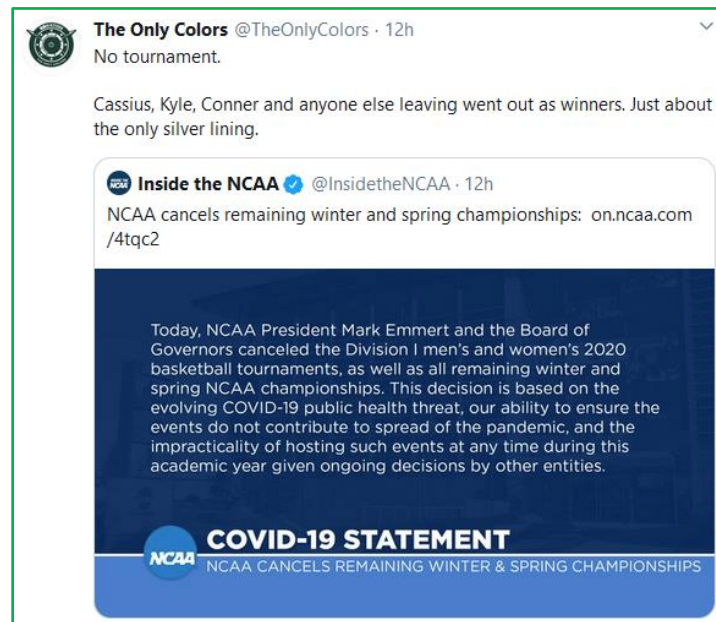 The Only Colors @TheOnlyColors · 12h
No tournament.
Cassius, Kyle, Conner and anyone else leaving went out as winners. Just about
the only silver lining.
Inside the NCAA @InsidetheNCAA · 12h
NCAA cancels remaining winter and spring championships: on.ncaa.com
/4tqc2
Today, NCAA President Mark Emmert and the Board of
Governors canceled the Division I men's and women's 2020
basketball tournaments, as well as all remaining winter and
spring NCAA championships. This decision is based on the
evolving COVID-19 public health threat, our ability to ensure the
events do not contribute to spread of the pandemic, and the
impracticality of hosting such events at any time during this
academic year given ongoing decisions by other entities.
NCAA
COVID-19 STATEMENT
NCAA CANCELS REMAINING WINTER & SPRING CHAMPIONSHIPS